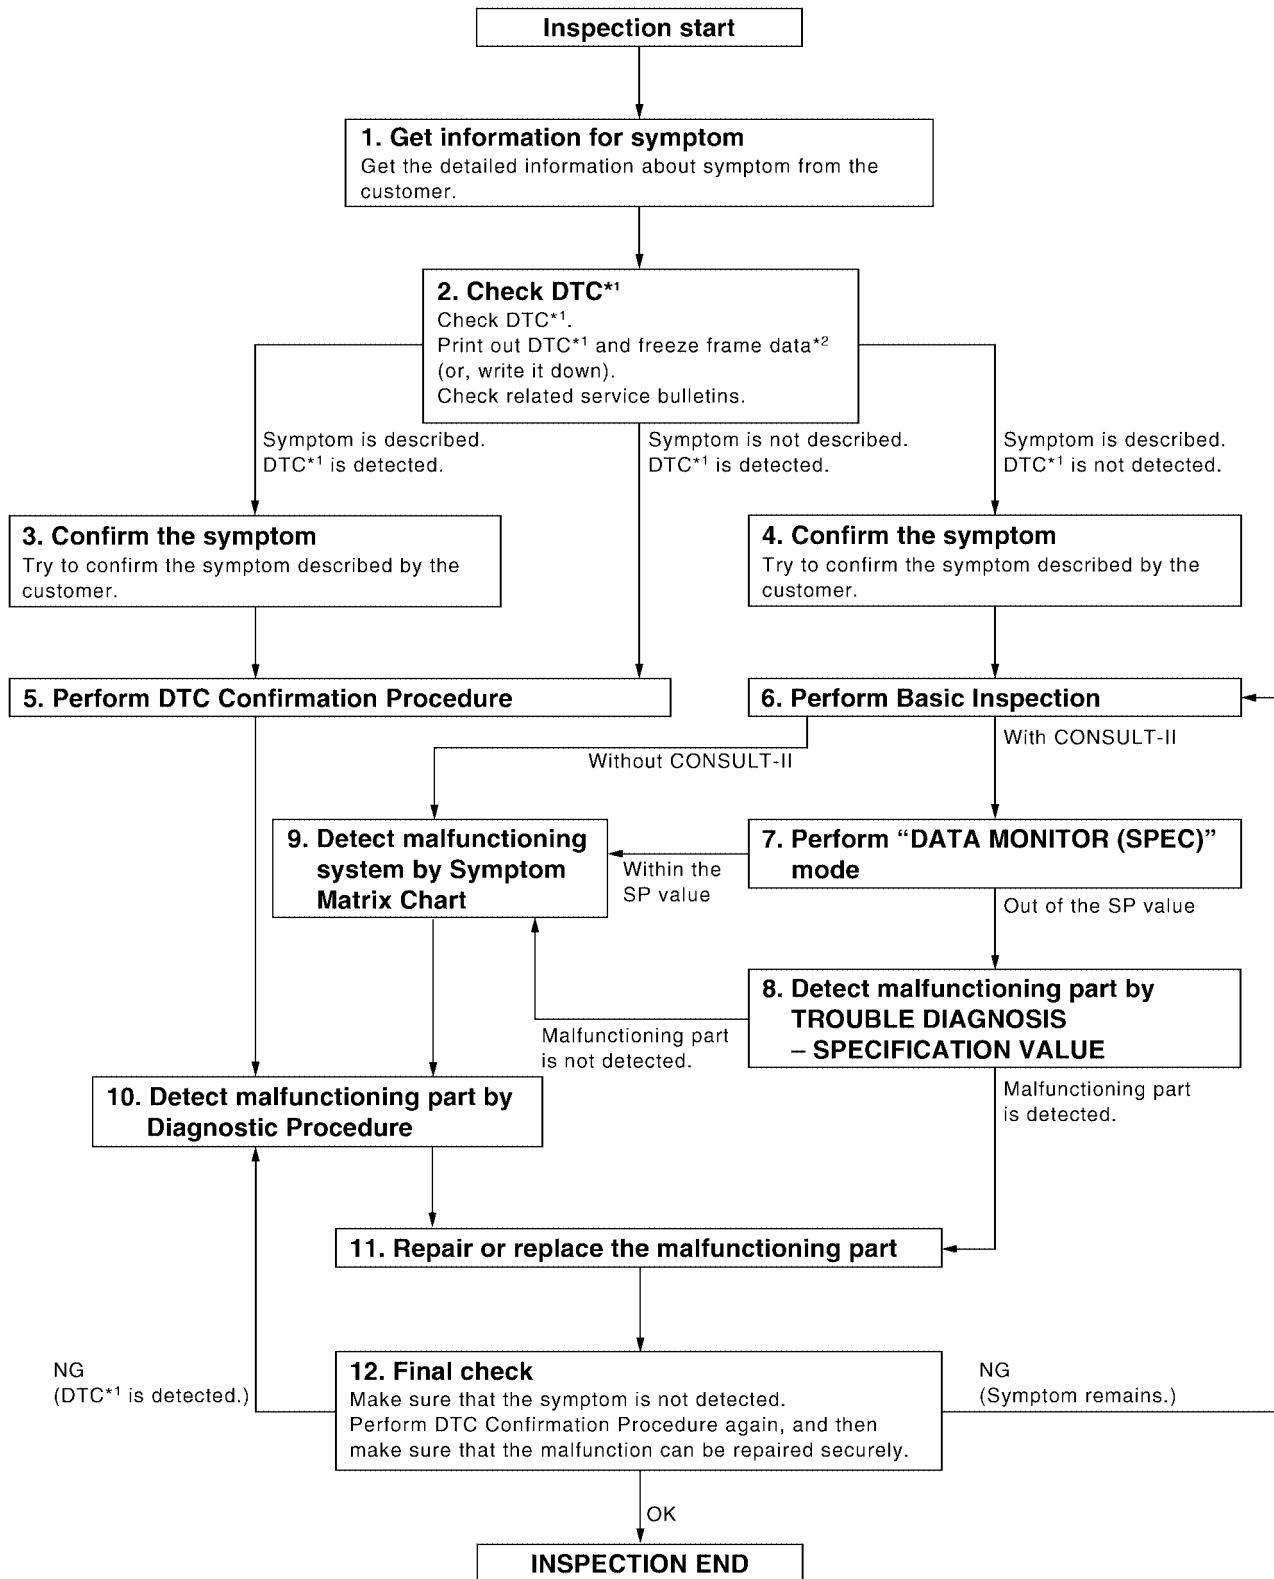 Inspection start
1. Get information for symptom
Get the detailed information about symptom from the
customer.
2. Check DTC*1
Check DTC*1.
Print out DTC*1 and freeze frame data*2
(or, write it down).
Check related service bulletins.
Symptom is described.
DTC*1 is detected.
Symptom is not described.
DTC*1 is detected.
Symptom is described.
DTC*1 is not detected.
3. Confirm the symptom
Try to confirm the symptom described by the
customer.
4. Confirm the symptom
Try to confirm the symptom described by the
customer.
5. Perform DTC Confirmation Procedure
6. Perform Basic Inspection
Without CONSULT-II
With CONSULT-II
9. Detect malfunctioning
system by Symptom
Matrix Chart
Within the
SP value
7. Perform “DATA MONITOR (SPEC)”
mode
Out of the SP value
8. Detect malfunctioning part by
TROUBLE DIAGNOSIS
– SPECIFICATION VALUE
Malfunctioning part
is not detected.
Malfunctioning part
is detected.
10. Detect malfunctioning part by
Diagnostic Procedure
11. Repair or replace the malfunctioning part
NG
(DTC*1 is detected.)
12. Final check
Make sure that the symptom is not detected.
Perform DTC Confirmation Procedure again, and then
make sure that the malfunction can be repaired securely.
NG
(Symptom remains.)
OK
INSPECTION END